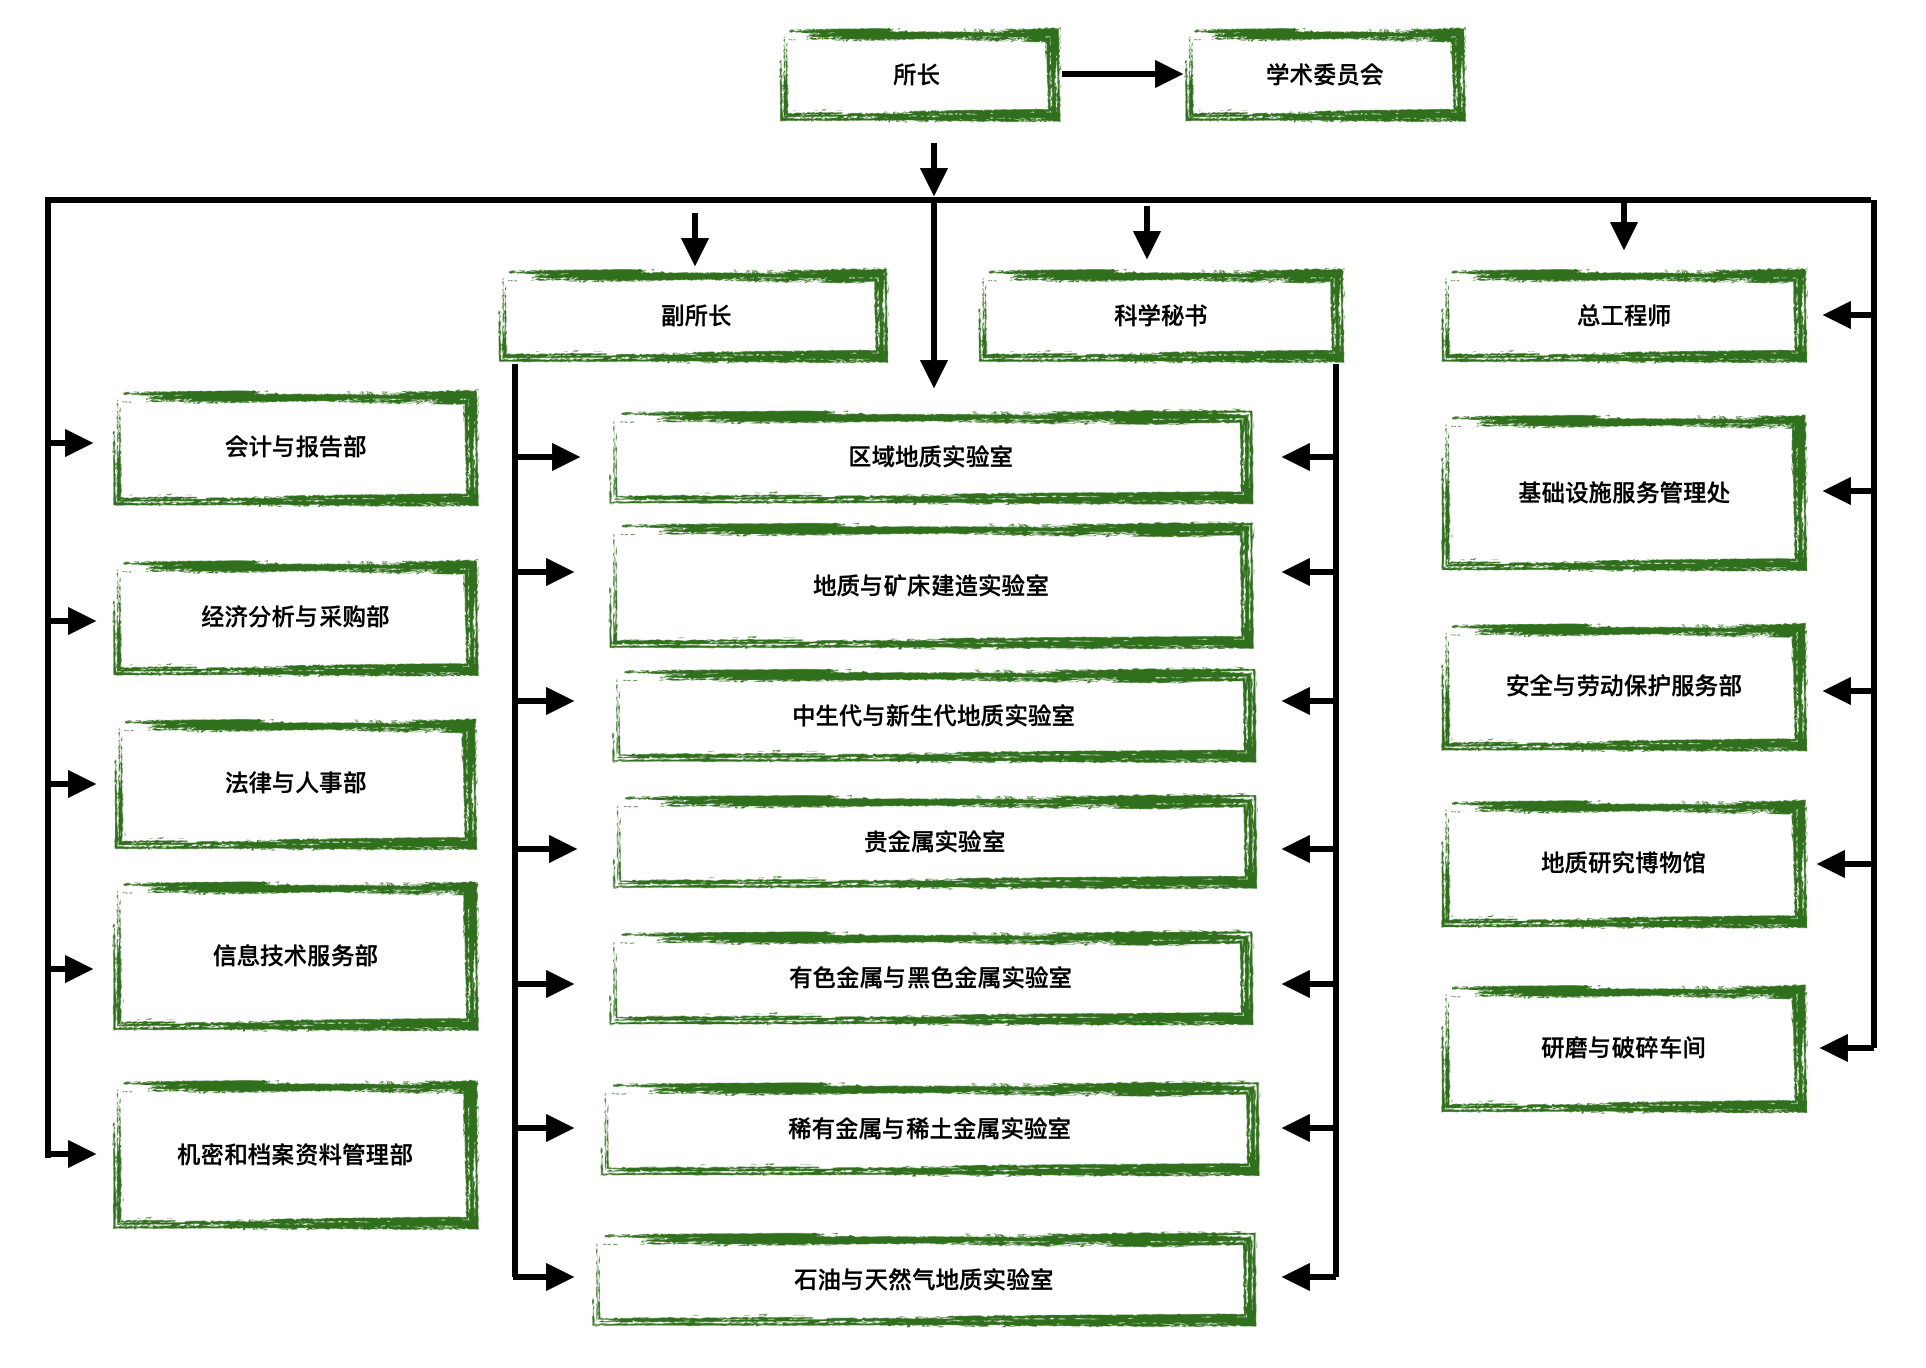 所长
学术委员会
副所长
科学秘书
总工程师
会计与报告部
经济分析与采购部
法律与人事部
信息技术服务部
机密和档案资料管理部
区域地质实验室
地质与矿床建造实验室
中生代与新生代地质实验室
贵金属实验室
有色金属与黑色金属实验室
稀有金属与稀土金属实验室
石油与天然气地质实验室
基础设施服务管理处
安全与劳动保护服务部
地质研究博物馆
研磨与破碎车间